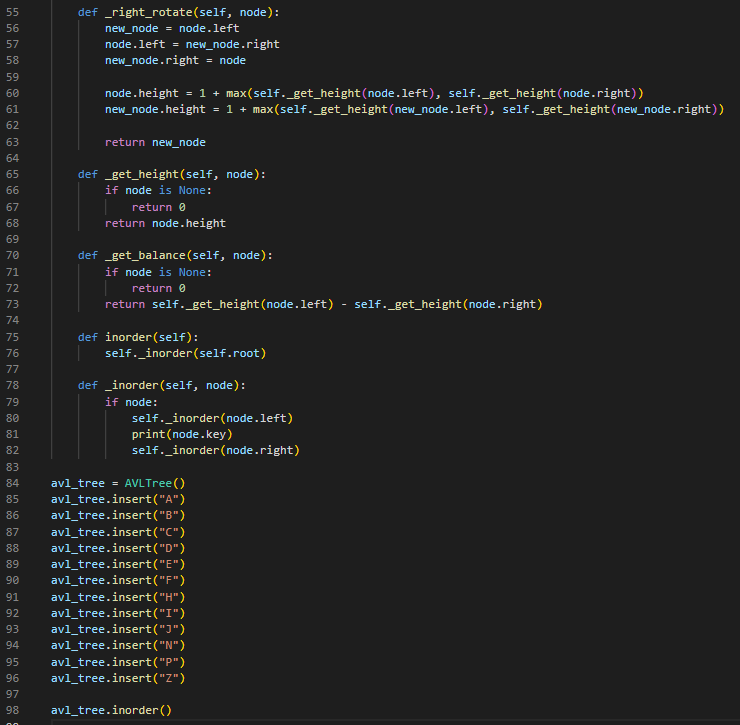 55 def _right_rotate(self, node):
56 new_node = node.left
57 node.left = new_node.right
58 new_node.right = node
59
60 node.height = 1 + max(self._get_height(node.left), self._get_height(node.right))
61 new_node.height = 1 + max(self._get_height(new_node.left), self._get_height(new_node.right))
62
63 return new_node
64
65 def _get_height(self, node):
66 if node is None:
67 return 0
68 return node.height
69
70 def _get_balance(self, node):
71 if node is None:
72 return 0
73 return self._get_height(node.left) - self._get_height(node.right)
74
75 def inorder(self):
76 self._inorder(self.root)
77
78 def _inorder(self, node):
79 if node:
80 self._inorder(node.left)
81 print(node.key)
82 self._inorder(node.right)
83
84 avl_tree = AVLTree()
85 avl_tree.insert("A")
86 avl_tree.insert("B")
87 avl_tree.insert("C")
88 avl_tree.insert("D")
89 avl_tree.insert("E")
90 avl_tree.insert("F")
91 avl_tree.insert("H")
92 avl_tree.insert("I")
93 avl_tree.insert("J")
94 avl_tree.insert("N")
95 avl_tree.insert("P")
96 avl_tree.insert("Z")
97
98 avl_tree.inorder()